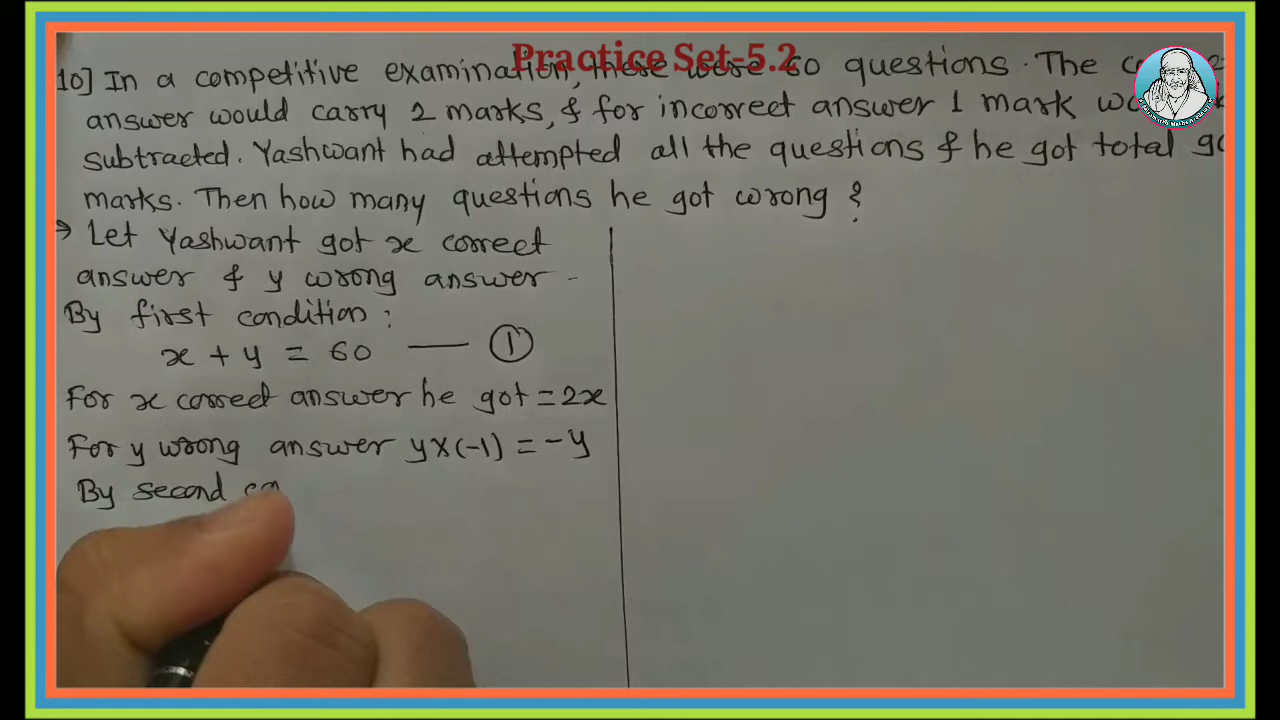 Practice Set-5.2
10] In a competitive examination, there were 60 questions. The
answer would carry 2 marks, & for incorrect answer 1 mark
subtracted. Yashwant had attempted all the questions & he got total
marks. Then how many questions he got wrong ?
→ Let Yashwant got x correct
answer & y wrong answer -
By first condition :
x + y = 60 —— ①
For x correct answer he got = 2x
For y wrong answer y×(-1) = -y
By second